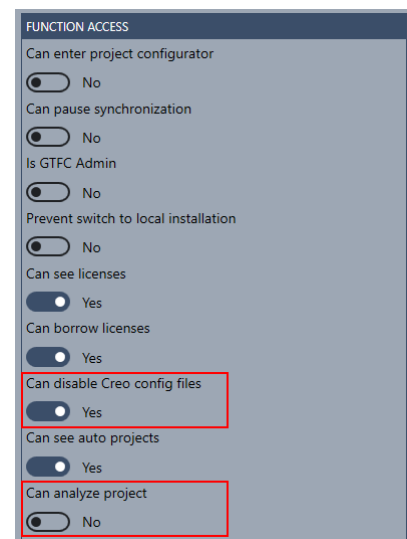 FUNCTION ACCESS
Can enter project configurator
No
Can pause synchronization
No
Is GTFC Admin
No
Prevent switch to local installation
No
Can see licenses
Yes
Can borrow licenses
Yes
Can disable Creo config files
Yes
Can see auto projects
Yes
Can analyze project
No